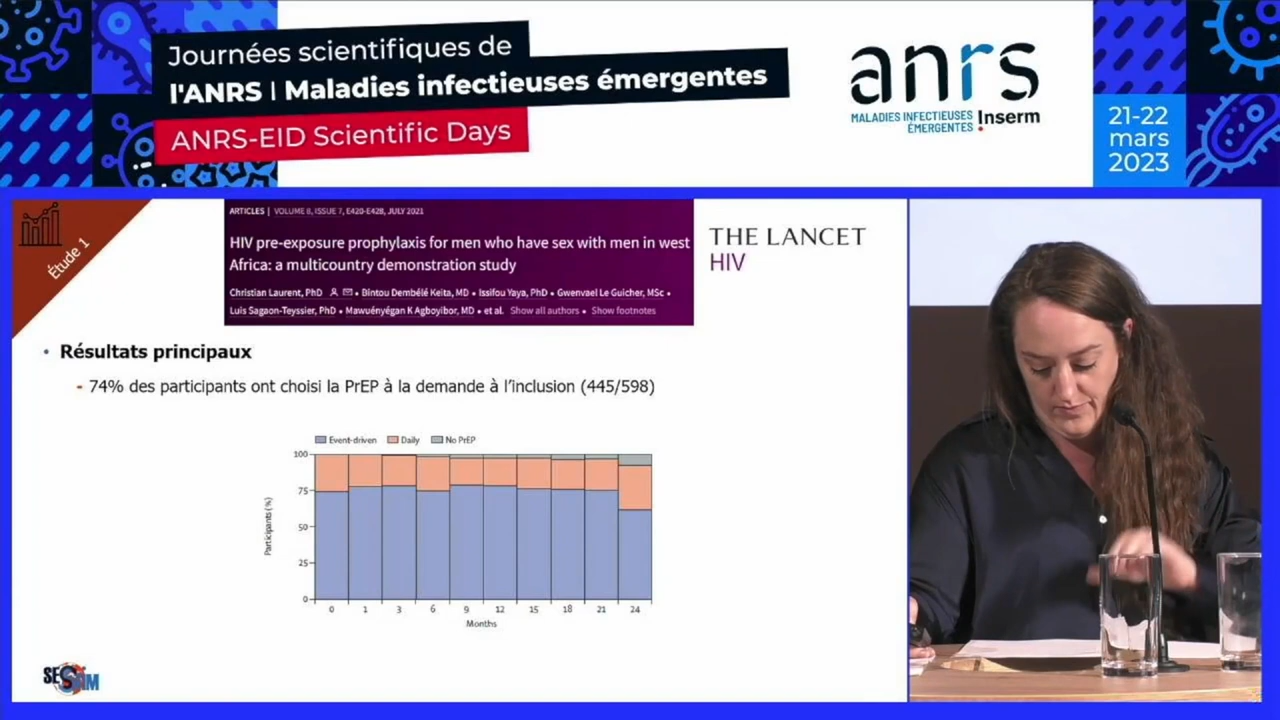 Journées scientifiques de
l'ANRS | Maladies infectieuses émergentes
ANRS-EID Scientific Days
anrs
MALADIES INFECTIEUSES
ÉMERGENTES
Inserm
21-22
mars
2023
Étude 1
ARTICLES | VOLUME 8, ISSUE 7, E420-E428, JULY 2021
HIV pre-exposure prophylaxis for men who have sex with men in west
Africa: a multicountry demonstration study
Christian Laurent, PhD • Bintou Dembélé Keita, MD • Issifou Yaya, PhD • Gwenvael Le Guicher, MSc •
Luis Sagaon-Teyssier, PhD • Mawuényégan K Agboyibor, MD • et al. Show all authors • Show footnotes
THE LANCET
HIV
• Résultats principaux
- 74% des participants ont choisi la PrEP à la demande à l'inclusion (445/598)
Event-driven Daily No PrEP
100
75
50
25
0
Participants (%)
0 1 3 6 9 12 15 18 21 24
Months
SESSTIM